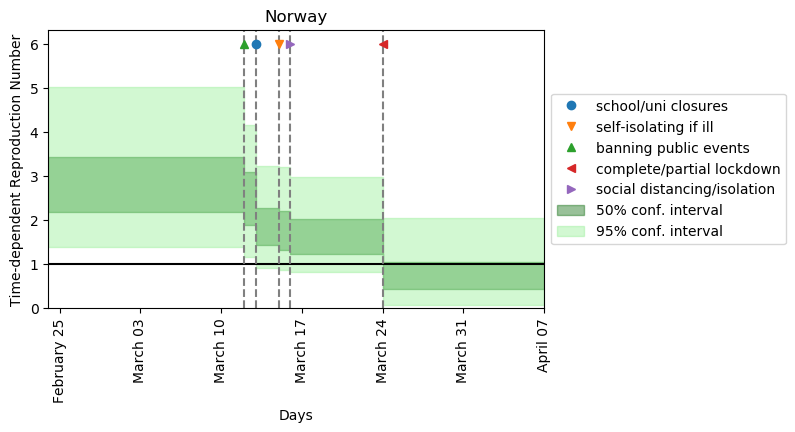 Norway
Time-dependent Reproduction Number
6
5
4
3
2
1
0
February 25
March 03
March 10
March 17
March 24
March 31
April 07
Days
school/uni closures
self-isolating if ill
banning public events
complete/partial lockdown
social distancing/isolation
50% conf. interval
95% conf. interval